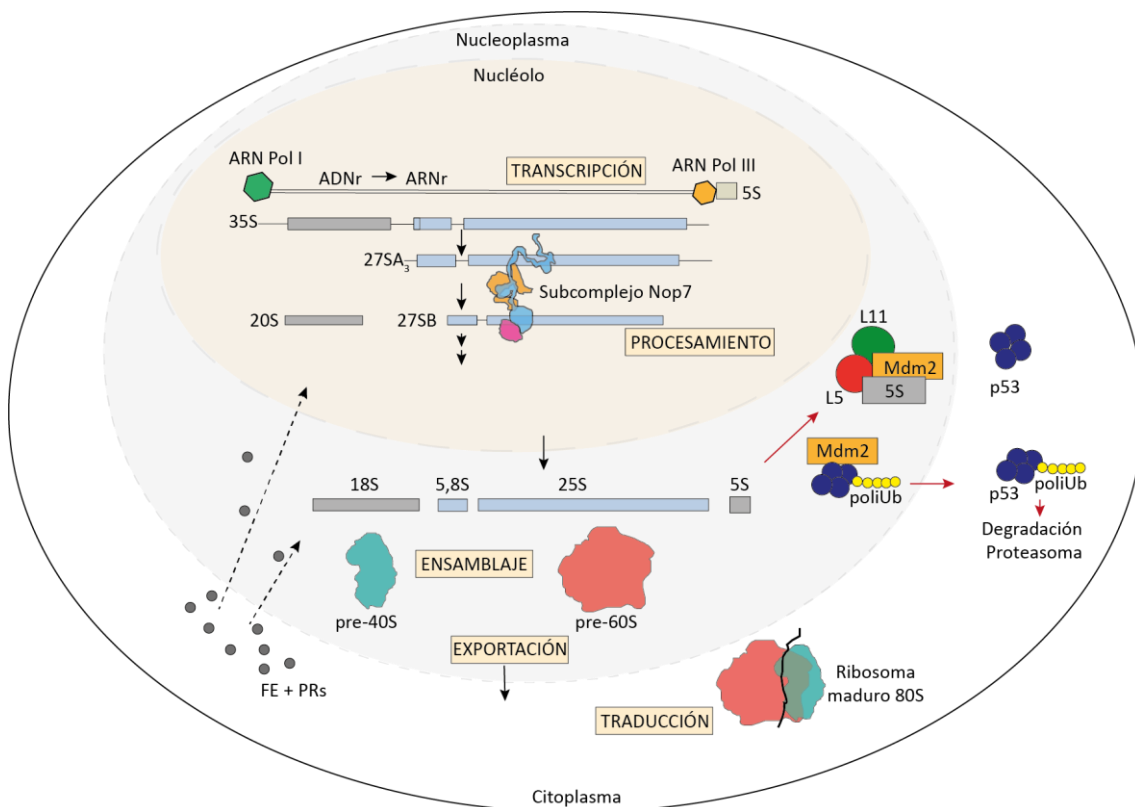 Nucleoplasma
Nucléolo
ARN Pol I
ADNr → ARNr
TRANSCRIPCIÓN
ARN Pol III
5S
35S
27SA3
Subcomplejo Nop7
20S
27SB
PROCESAMIENTO
L11
Mdm2
L5
5S
p53
Mdm2
poliUb
p53
poliUb
Degradación
Proteasoma
18S
5,8S
25S
5S
ENSAMBLAJE
pre-40S
pre-60S
EXPORTACIÓN
FE + PRs
TRADUCCIÓN
Ribosoma
maduro 80S
Citoplasma